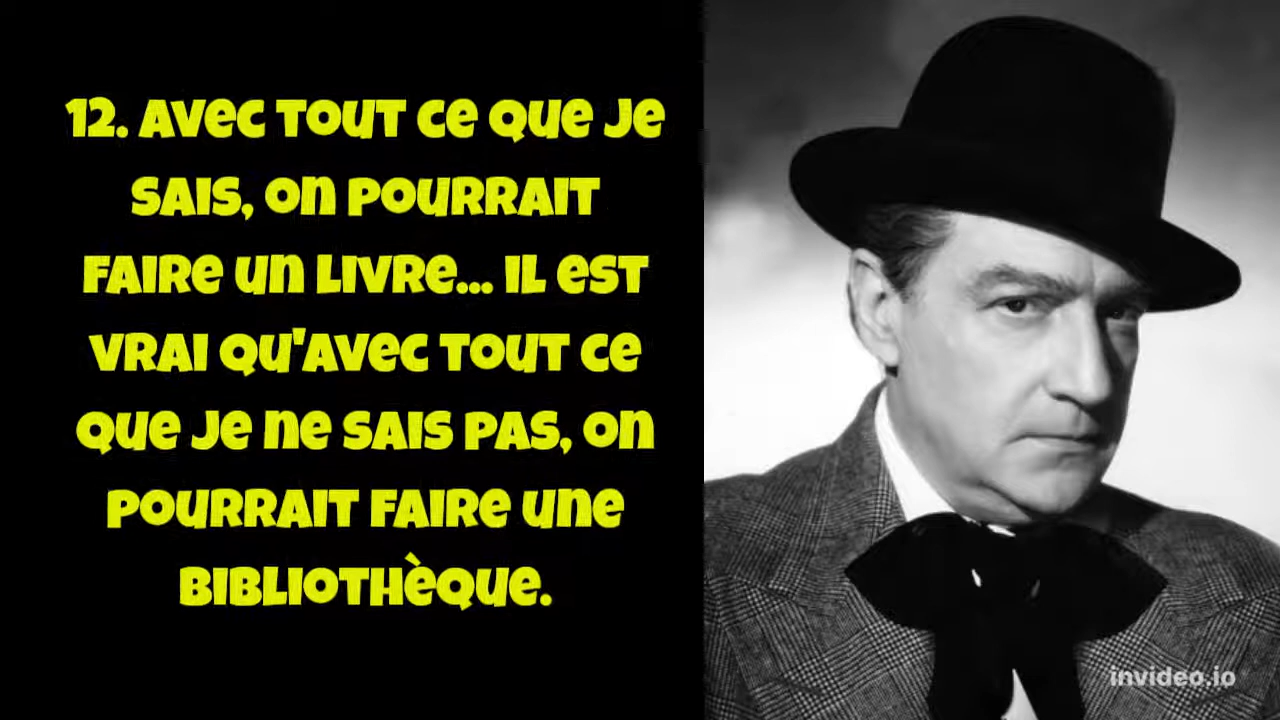 12. Avec tout ce que je
sais, on pourrait
faire un livre... Il est
vrai qu'avec tout ce
que je ne sais pas, on
pourrait faire une
bibliothèque.
invideo.io